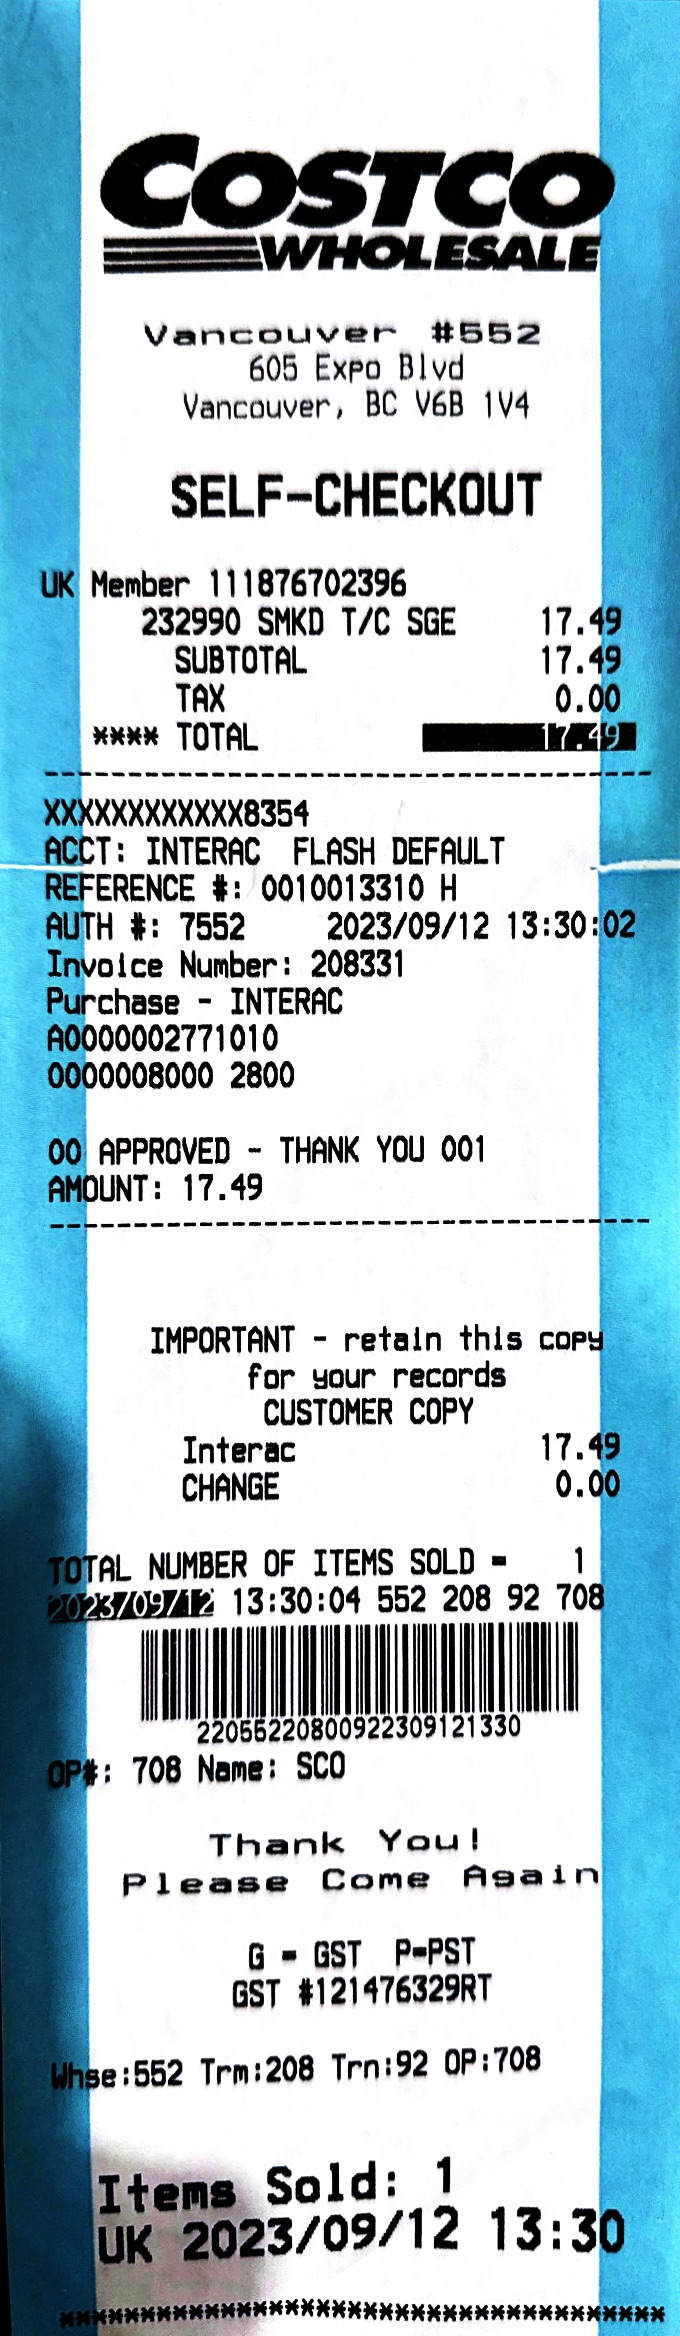 COSTCO
WHOLESALE
Vancouver #552
605 Expo Blvd
Vancouver, BC V6B 1V4
SELF-CHECKOUT
UK Member 111876702396
232990 SMKD T/C SGE 17.49
SUBTOTAL 17.49
TAX 0.00
**** TOTAL 17.49
XXXXXXXXXXXX8354
ACCT: INTERAC FLASH DEFAULT
REFERENCE #: 0010013310 H
AUTH #: 7552 2023/09/12 13:30:02
Invoice Number: 208331
Purchase - INTERAC
A0000002771010
0000008000 2800
00 APPROVED - THANK YOU 001
AMOUNT: 17.49
IMPORTANT - retain this copy
for your records
CUSTOMER COPY
Interac 17.49
CHANGE 0.00
TOTAL NUMBER OF ITEMS SOLD = 1
2023/09/12 13:30:04 552 208 92 708
22055220800922309121330
OP#: 708 Name: SCO
Thank You!
Please Come Again
G = GST P=PST
GST #121476329RT
Whse:552 Trm:208 Trn:92 OP:708
Items Sold: 1
UK 2023/09/12 13:30